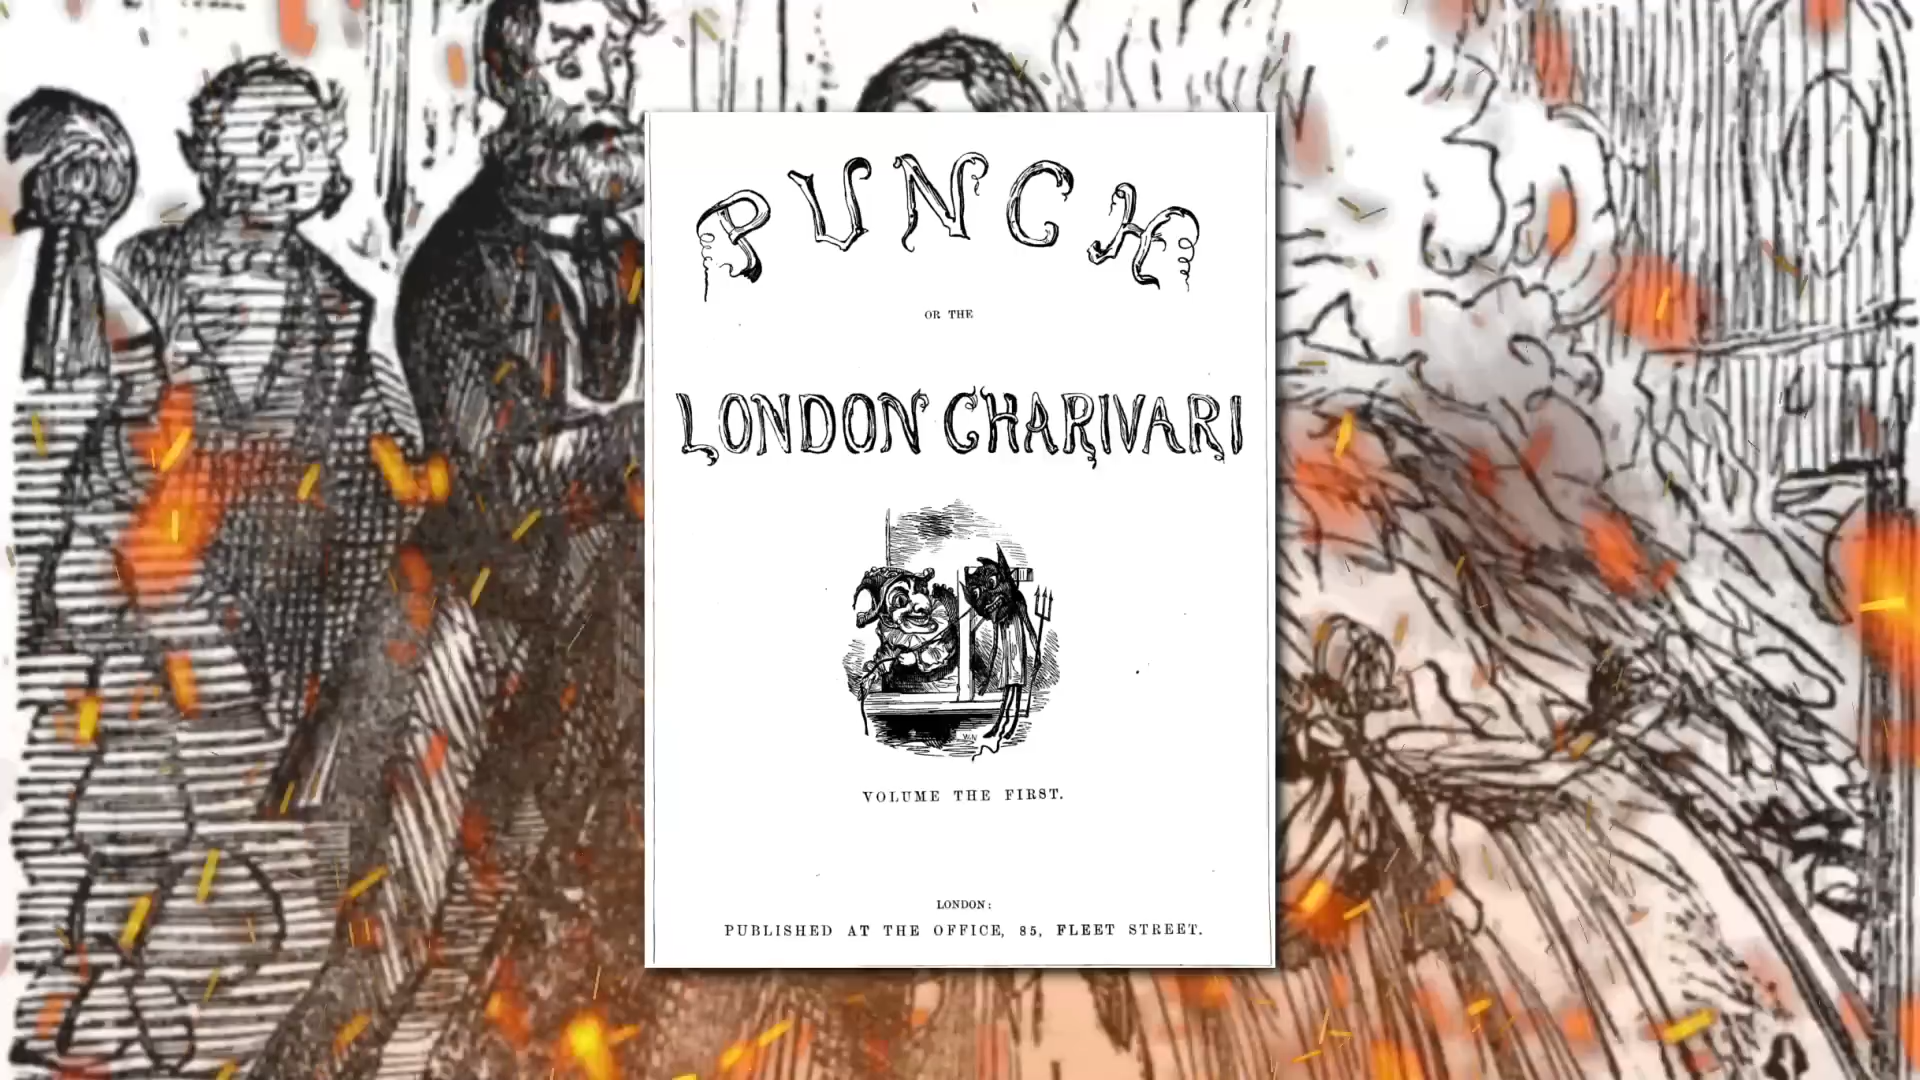 PUNCH
OR THE
LONDON CHARIVARI
VOLUME THE FIRST.
LONDON:
PUBLISHED AT THE OFFICE, 85, FLEET STREET.